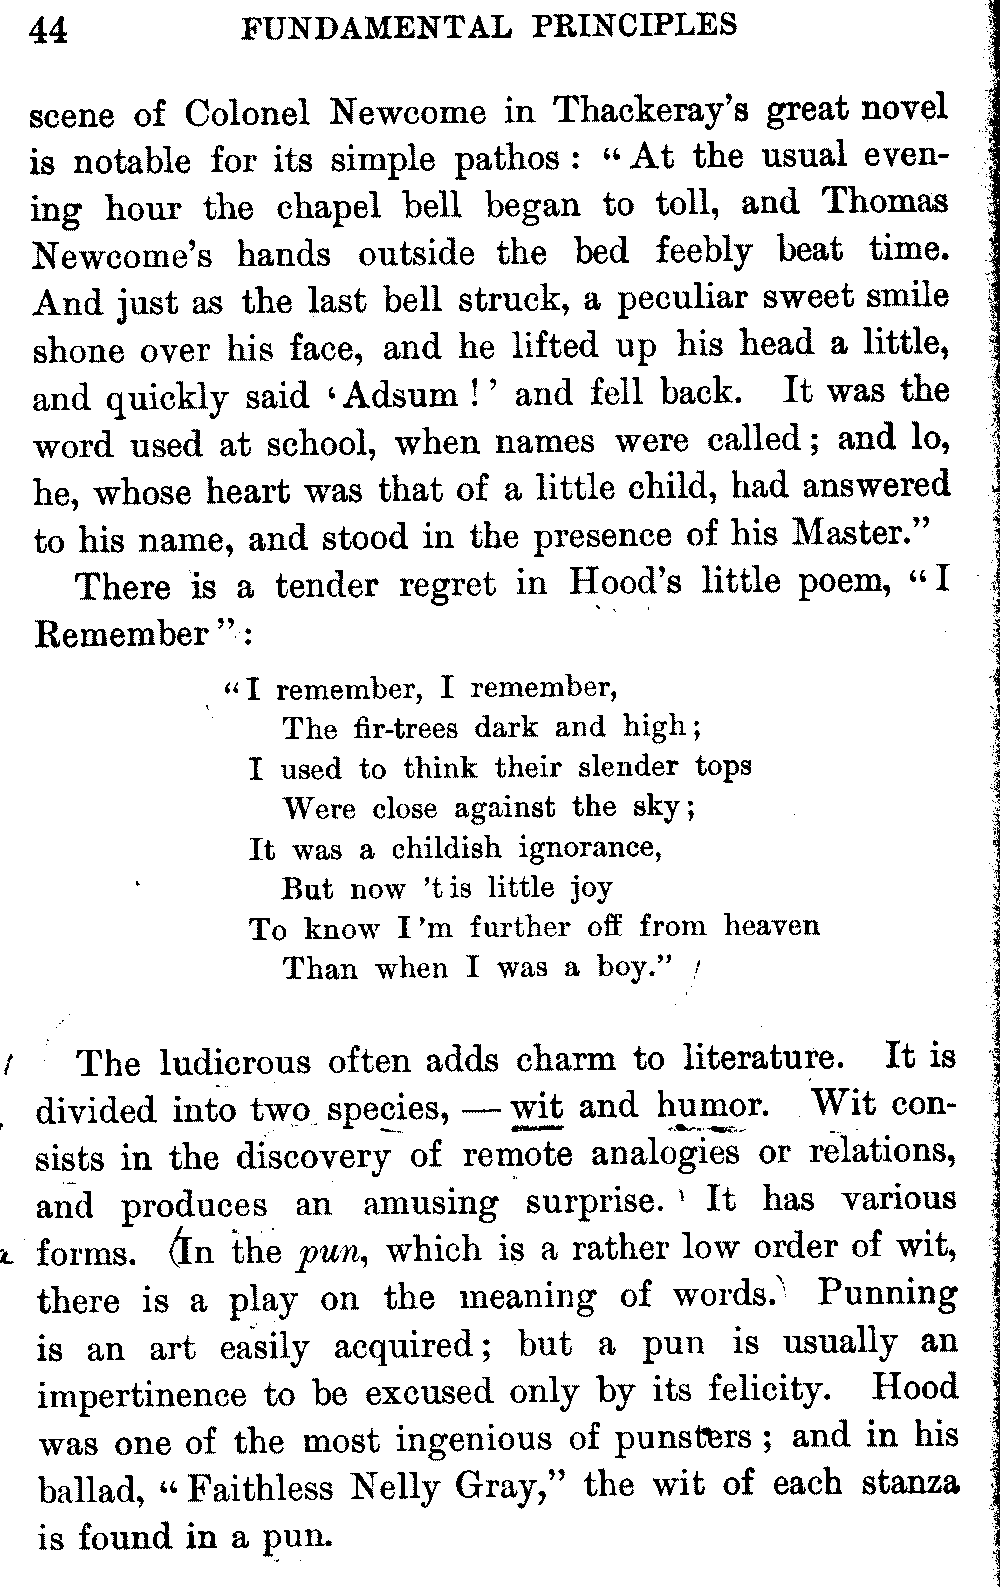 44 FUNDAMENTAL PRINCIPLES
scene of Colonel Newcome in Thackeray's great novel
is notable for its simple pathos : “ At the usual even-
ing hour the chapel bell began to toll, and Thomas
Newcome's hands outside the bed feebly beat time.
And just as the last bell struck, a peculiar sweet smile
shone over his face, and he lifted up his head a little,
and quickly said ‘ Adsum ! ’ and fell back. It was the
word used at school, when names were called ; and lo,
he, whose heart was that of a little child, had answered
to his name, and stood in the presence of his Master.”
There is a tender regret in Hood's little poem, “ I
Remember ” :
“ I remember, I remember,
The fir-trees dark and high ;
I used to think their slender tops
Were close against the sky ;
It was a childish ignorance,
But now 't is little joy
To know I 'm further off from heaven
Than when I was a boy.”
The ludicrous often adds charm to literature. It is
divided into two species, — wit and humor. Wit con-
sists in the discovery of remote analogies or relations,
and produces an amusing surprise. It has various
forms. (In the pun, which is a rather low order of wit,
there is a play on the meaning of words.) Punning
is an art easily acquired ; but a pun is usually an
impertinence to be excused only by its felicity. Hood
was one of the most ingenious of punsters ; and in his
ballad, “ Faithless Nelly Gray,” the wit of each stanza
is found in a pun.